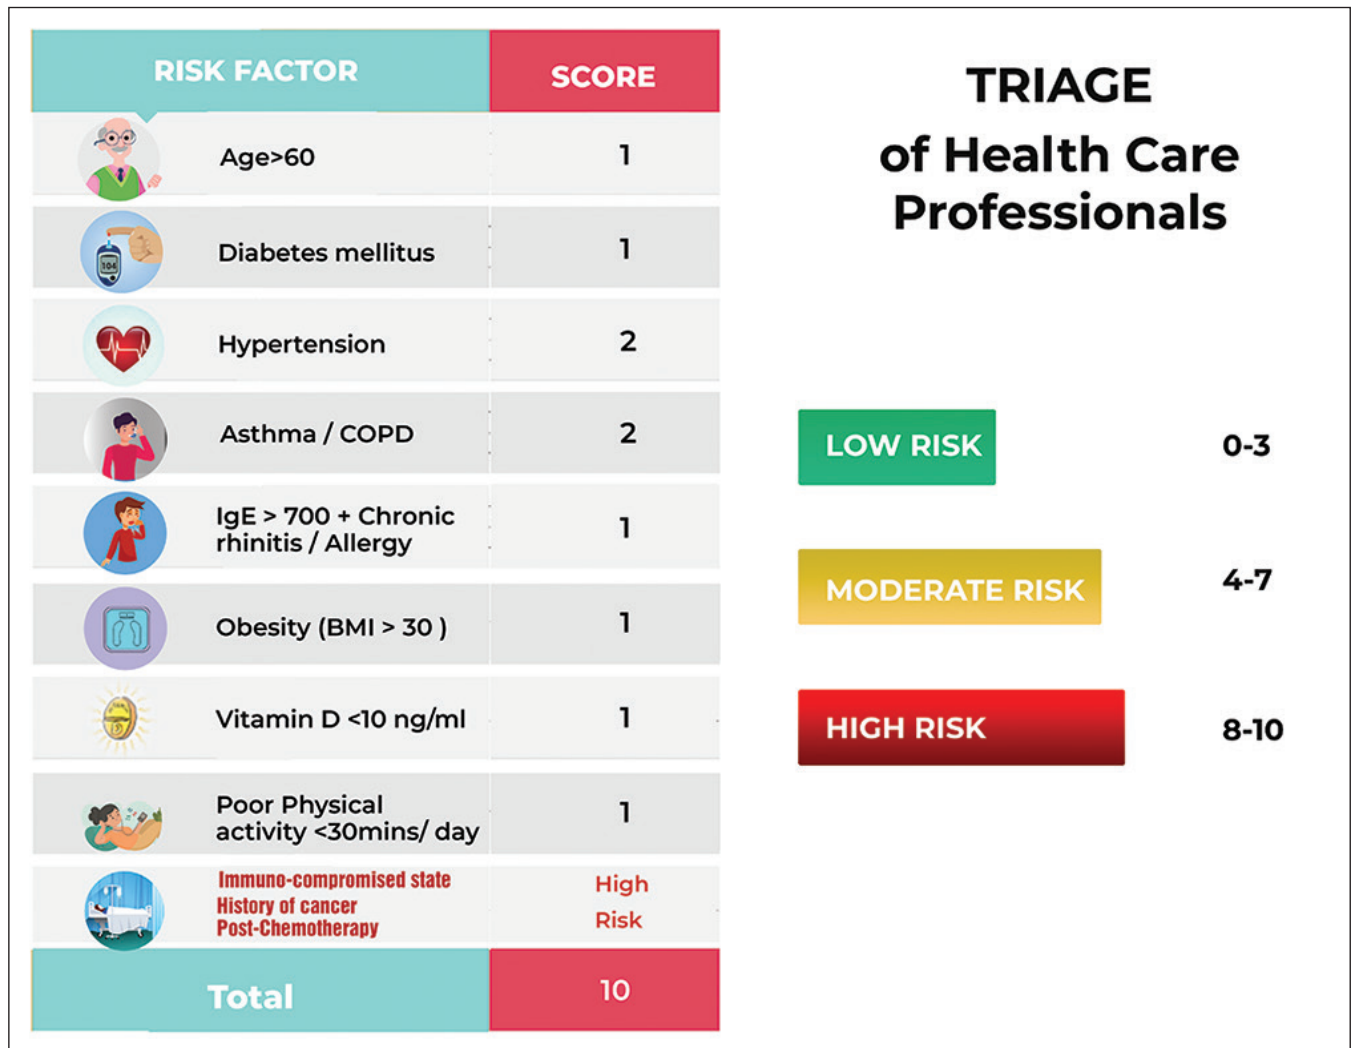 RISK FACTOR
SCORE
Age>60
1
104
Diabetes mellitus
1
Hypertension
2
Asthma / COPD
2
IgE > 700 + Chronic
rhinitis / Allergy
1
Obesity (BMI > 30 )
1
Vitamin D <10 ng/ml
1
Poor Physical
activity <30mins/ day
1
Immuno-compromised state
History of cancer
Post-Chemotherapy
High
Risk
Total
10
TRIAGE
of Health Care
Professionals
LOW RISK
0-3
MODERATE RISK
4-7
HIGH RISK
8-10